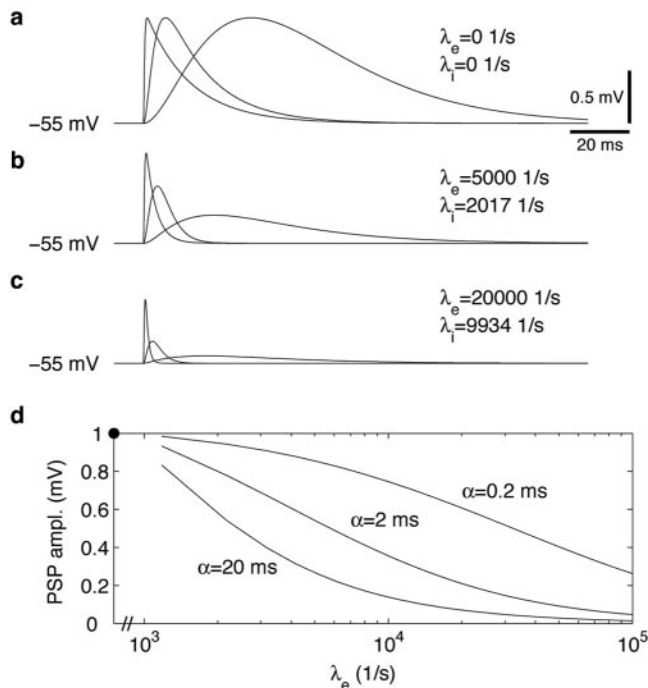 a
λe=0 1/s
λi=0 1/s
0.5 mV
−55 mV
20 ms
b
λe=5000 1/s
λi=2017 1/s
−55 mV
c
λe=20000 1/s
λi=9934 1/s
−55 mV
d
1
0.8
0.6
0.4
0.2
0
PSP ampl. (mV)
α=0.2 ms
α=2 ms
α=20 ms
10³
10⁴
10⁵
λe (1/s)